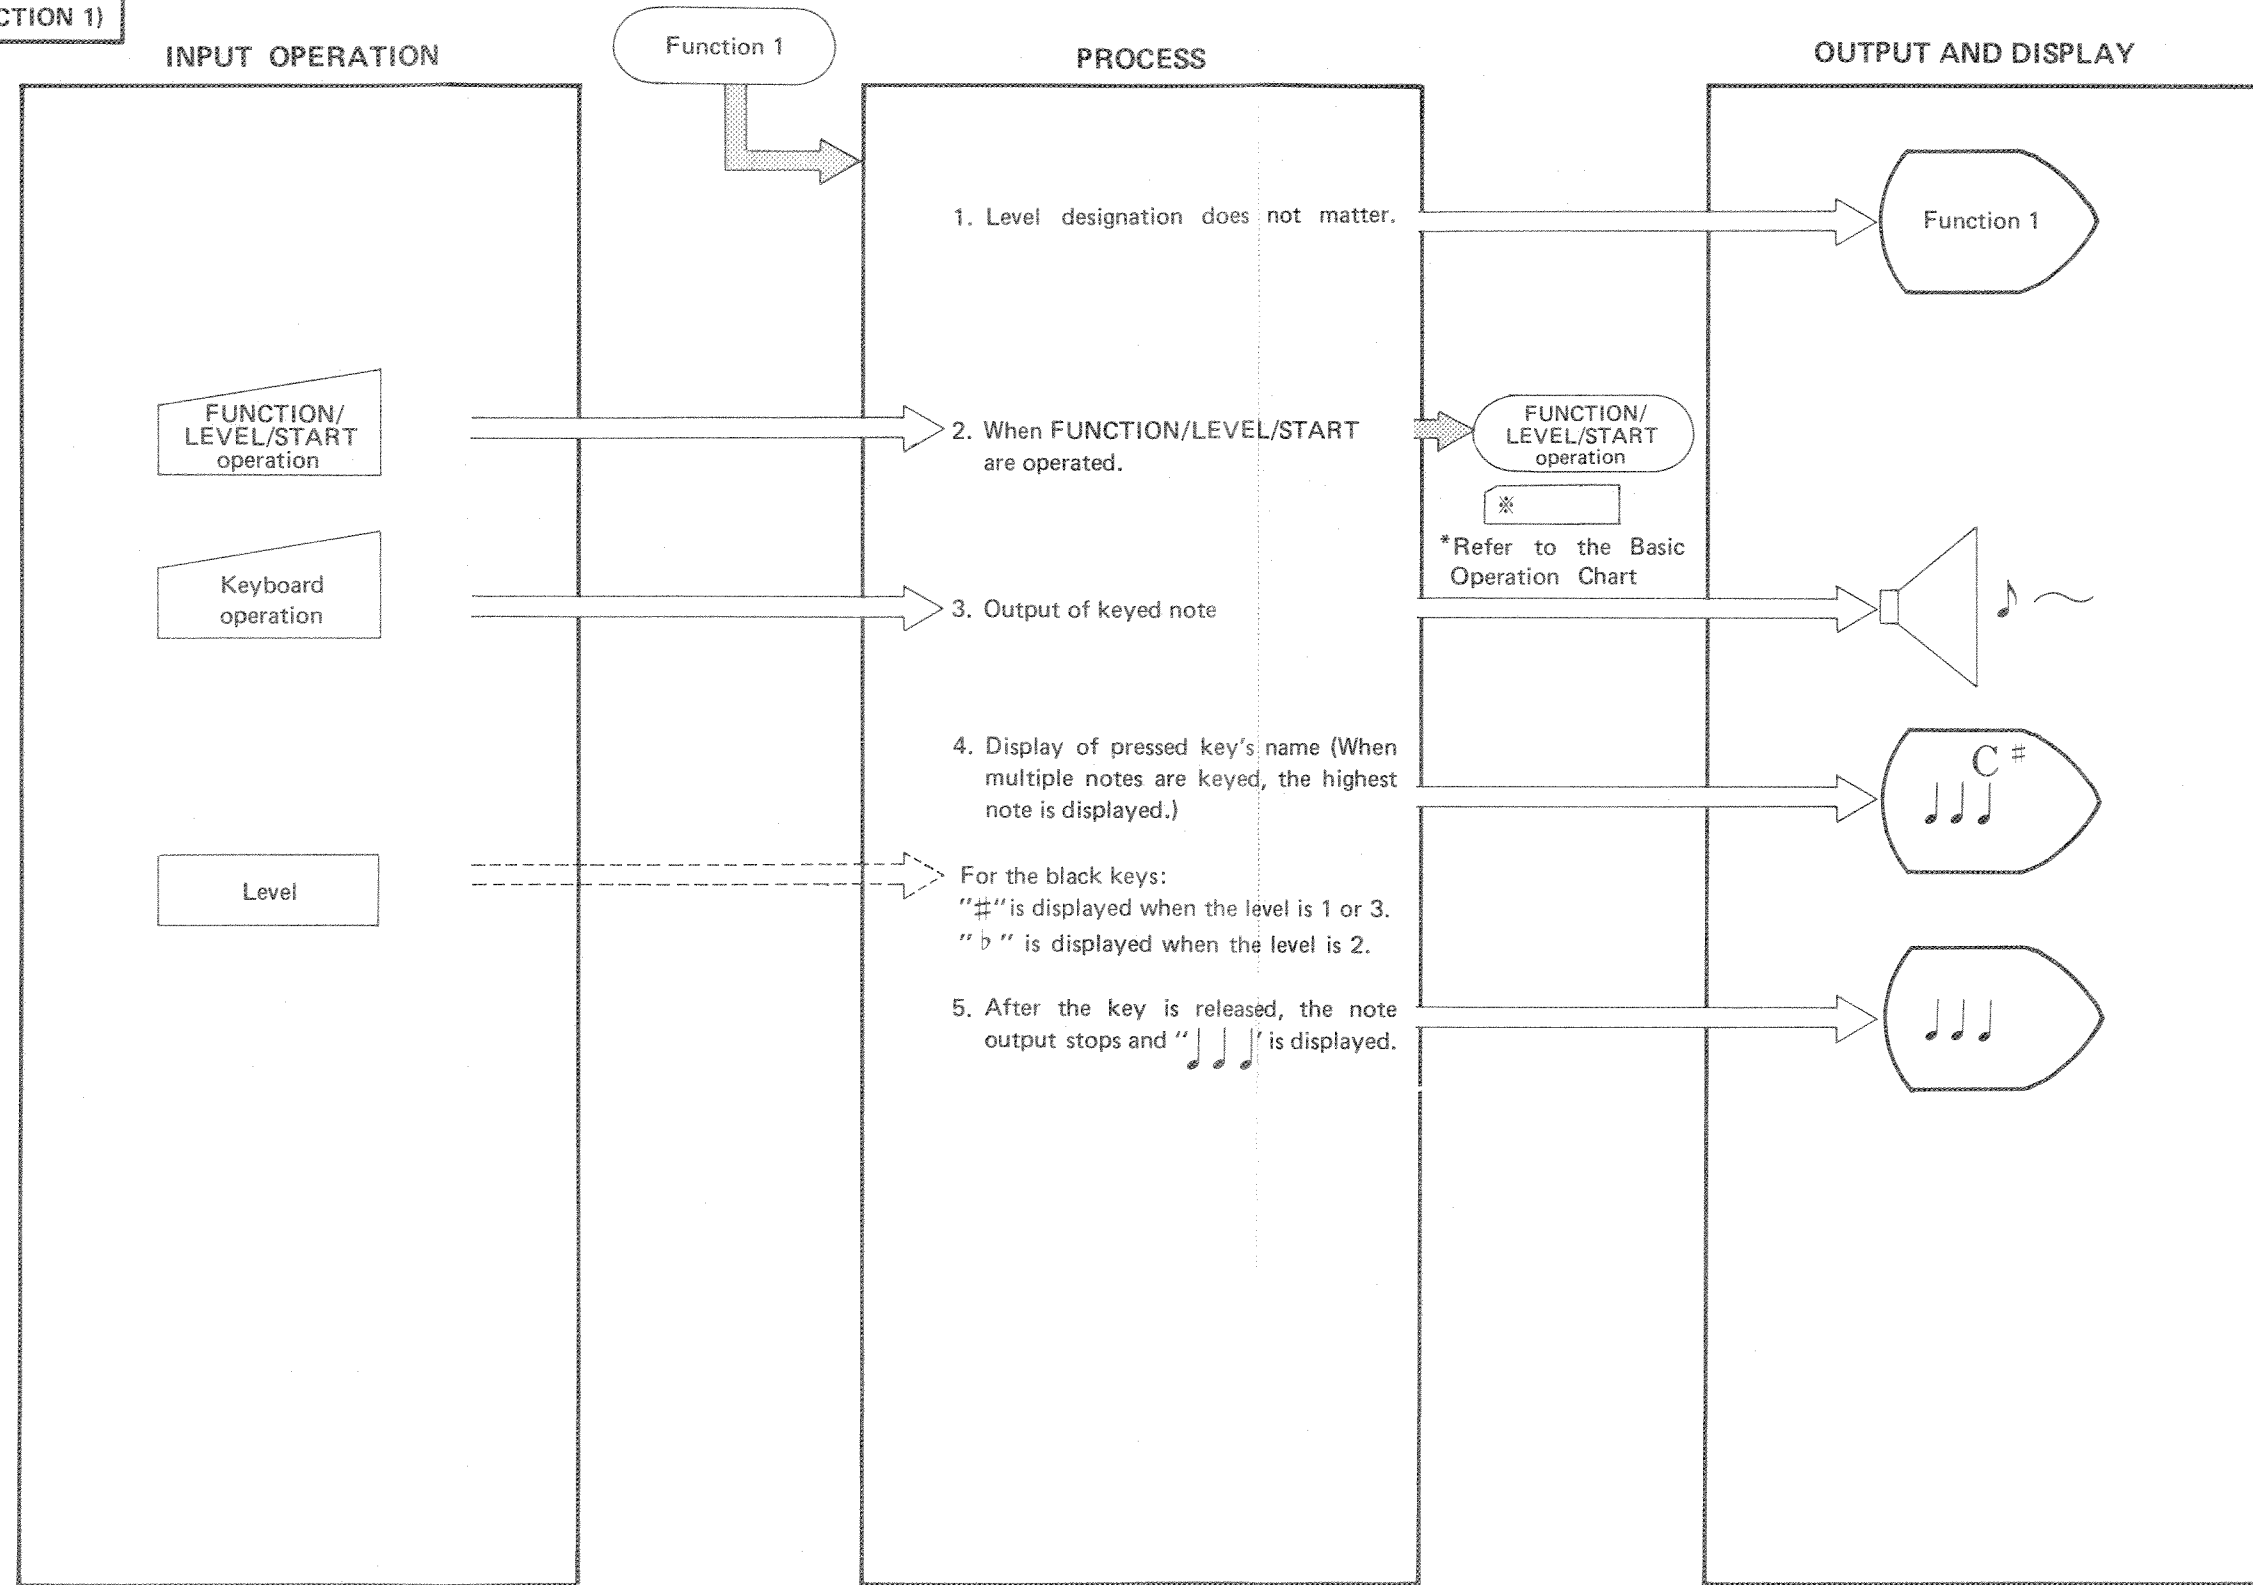 CTION 1)
INPUT OPERATION
Function 1
PROCESS
OUTPUT AND DISPLAY
1. Level designation does not matter.
Function 1
FUNCTION/
LEVEL/START
operation
2. When FUNCTION/LEVEL/START
are operated.
FUNCTION/
LEVEL/START
operation
※
*Refer to the Basic
Operation Chart
Keyboard
operation
3. Output of keyed note
♪ ～
4. Display of pressed key's name (When
multiple notes are keyed, the highest
note is displayed.)
C #
♩♩♩
Level
For the black keys:
"♯" is displayed when the level is 1 or 3.
"♭" is displayed when the level is 2.
5. After the key is released, the note
output stops and "♩ ♩ ♩' is displayed.
♩♩♩